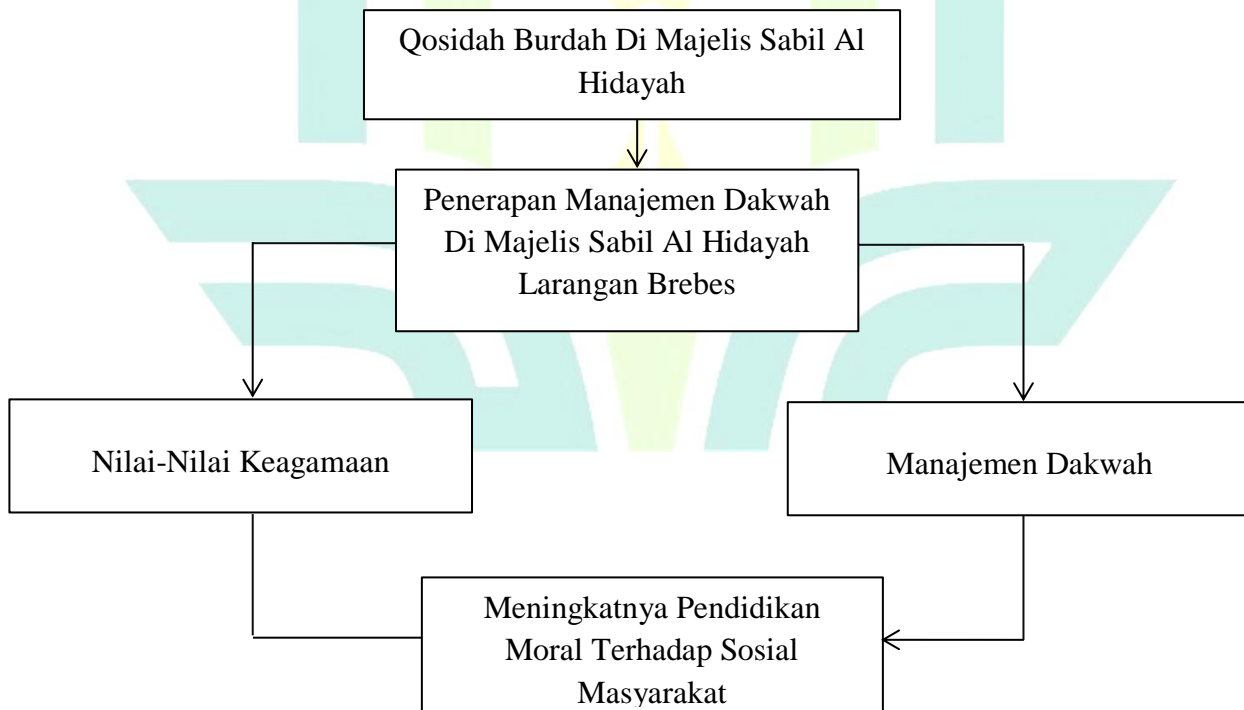 Qosidah Burdah Di Majelis Sabil Al
Hidayah
Penerapan Manajemen Dakwah
Di Majelis Sabil Al Hidayah
Larangan Brebes
Nilai-Nilai Keagamaan
Manajemen Dakwah
Meningkatnya Pendidikan
Moral Terhadap Sosial
Masyarakat